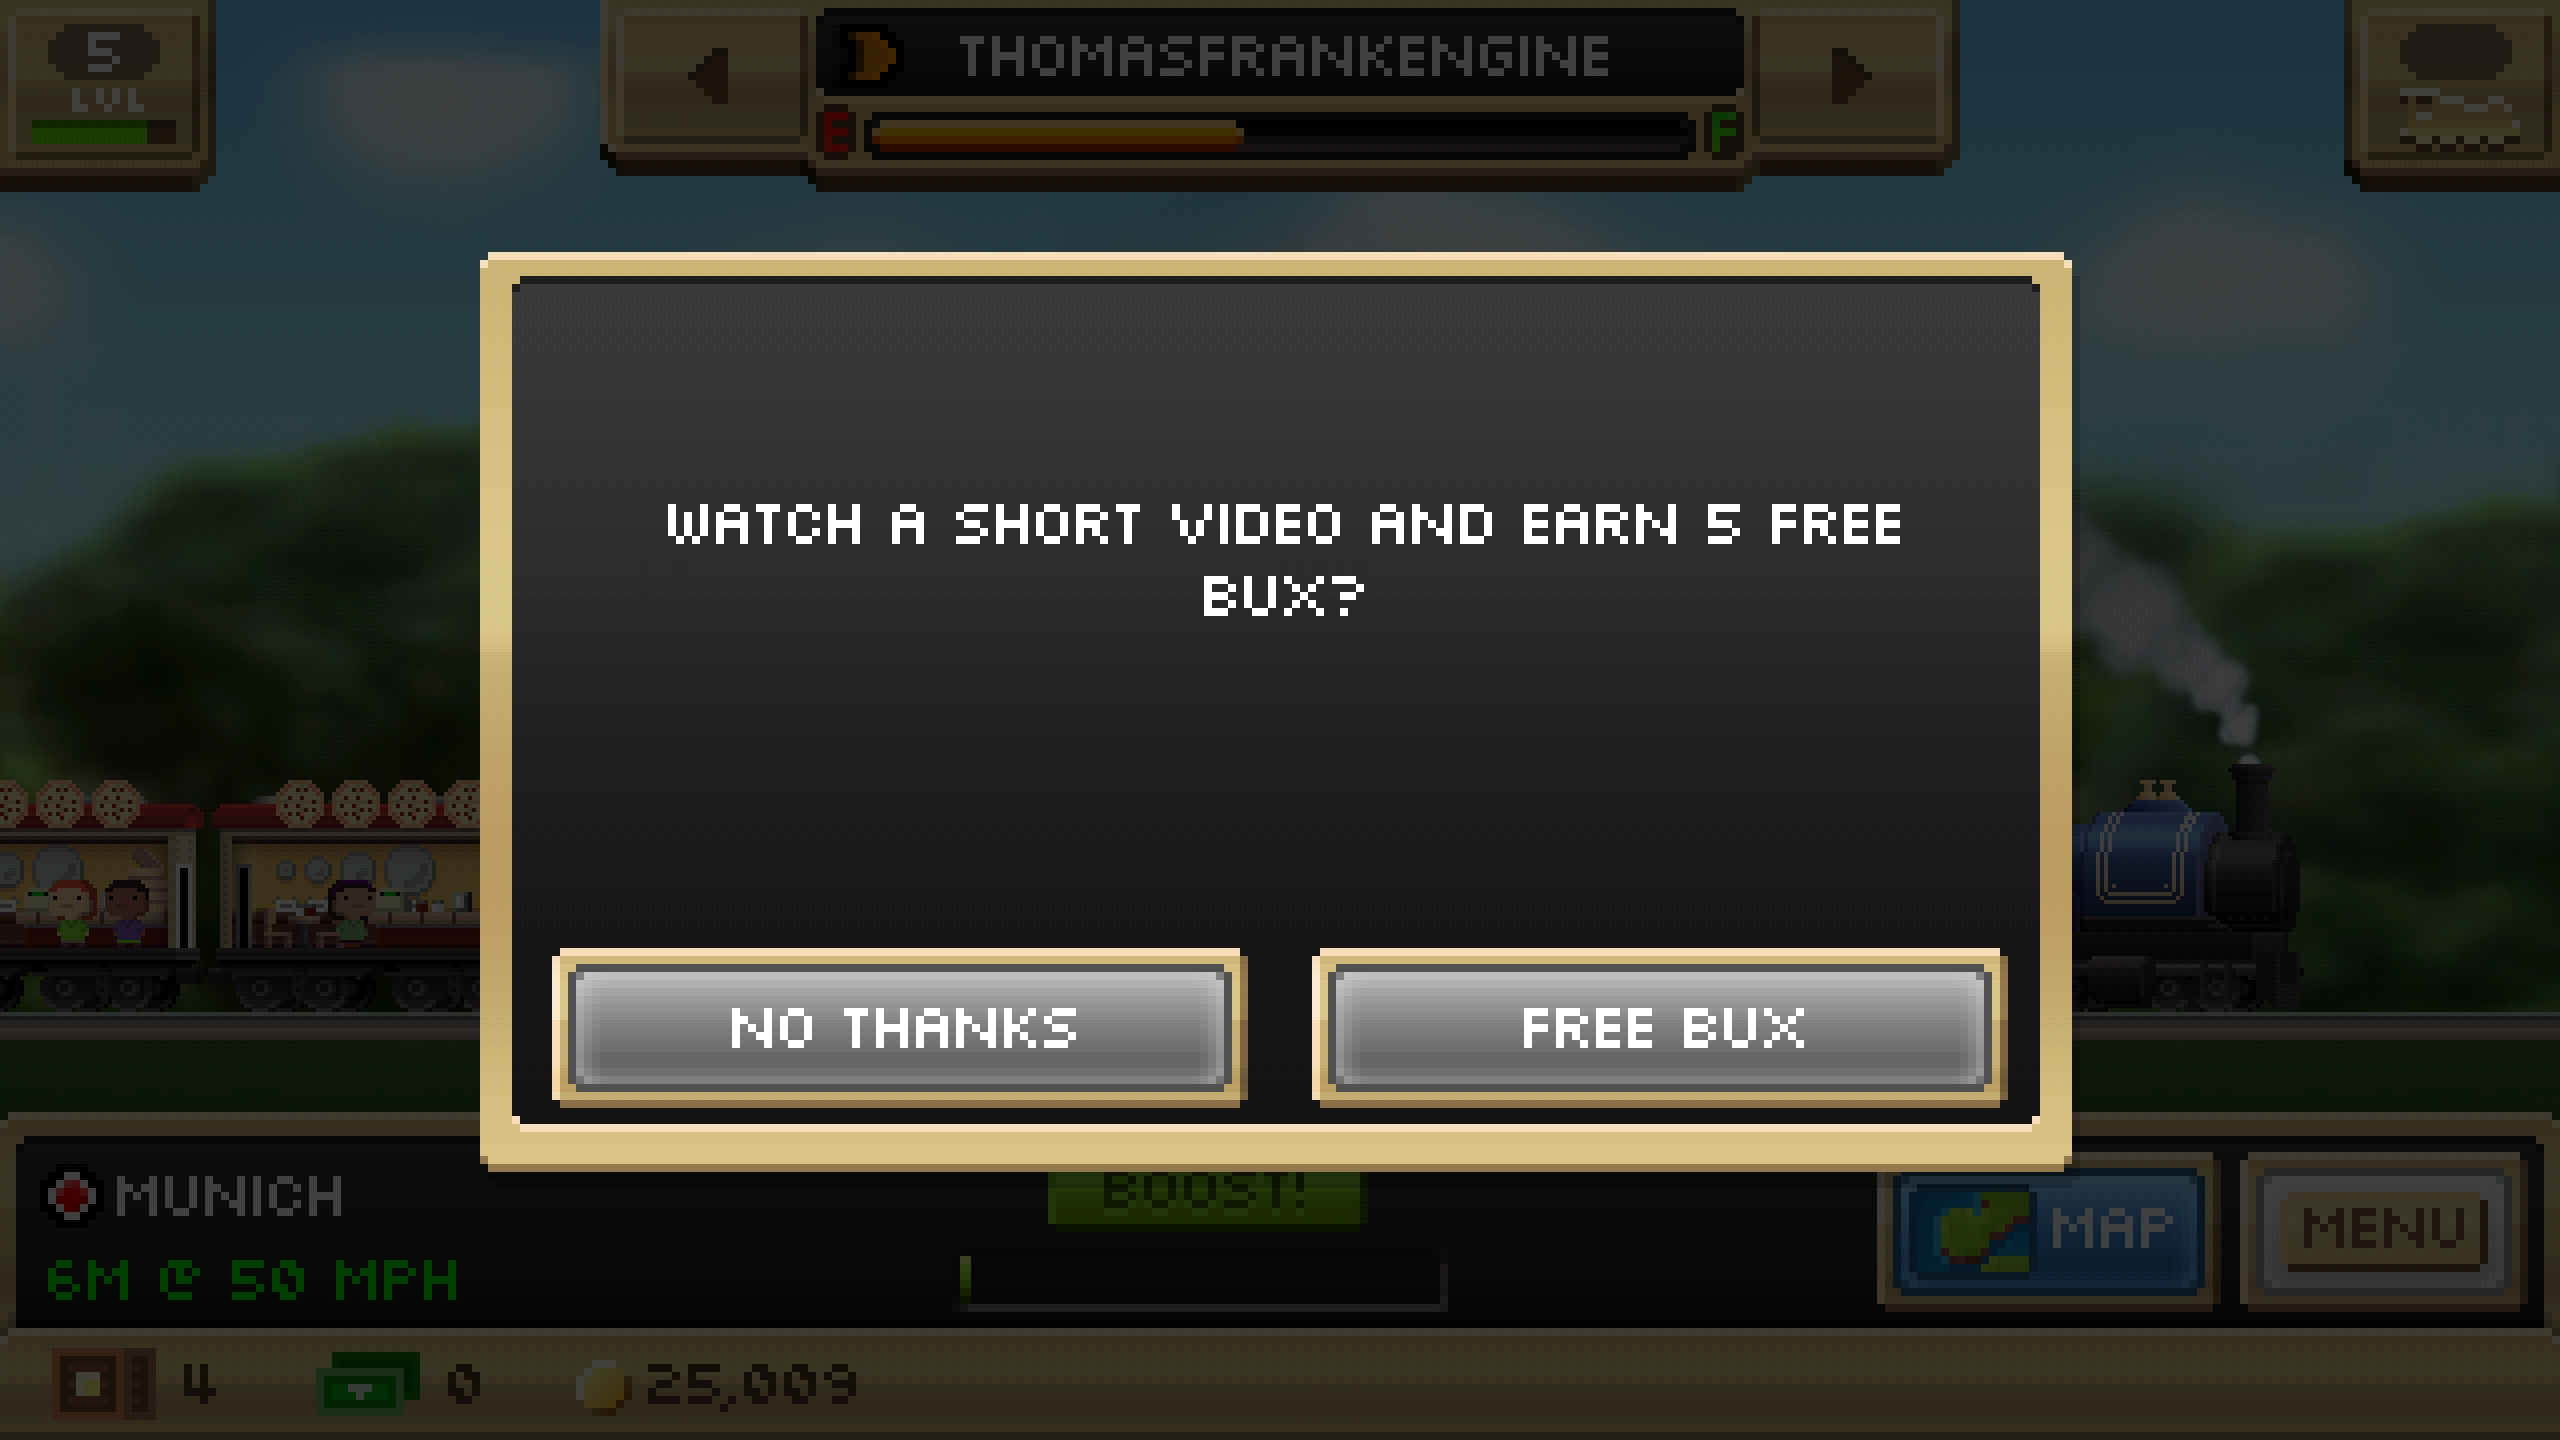 5
LVL
THOMASFRANKENGINE
E F
WATCH A SHORT VIDEO AND EARN 5 FREE
BUX?
NO THANKS FREE BUX
MUNICH
BOOST!
MAP MENU
6M @ 50 MPH
4 0 25,009